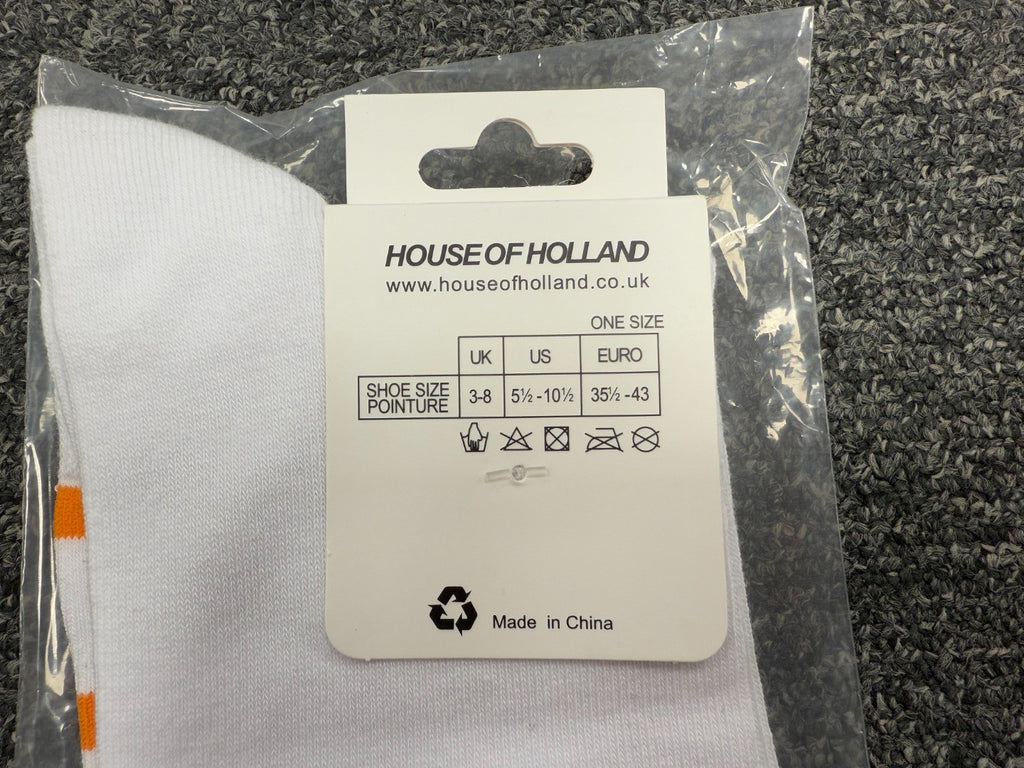 HOUSE OF HOLLAND
www.houseofholland.co.uk
ONE SIZE
UK US EURO
SHOE SIZE
POINTURE
3-8 5½ -10½ 35½ -43
Made in China